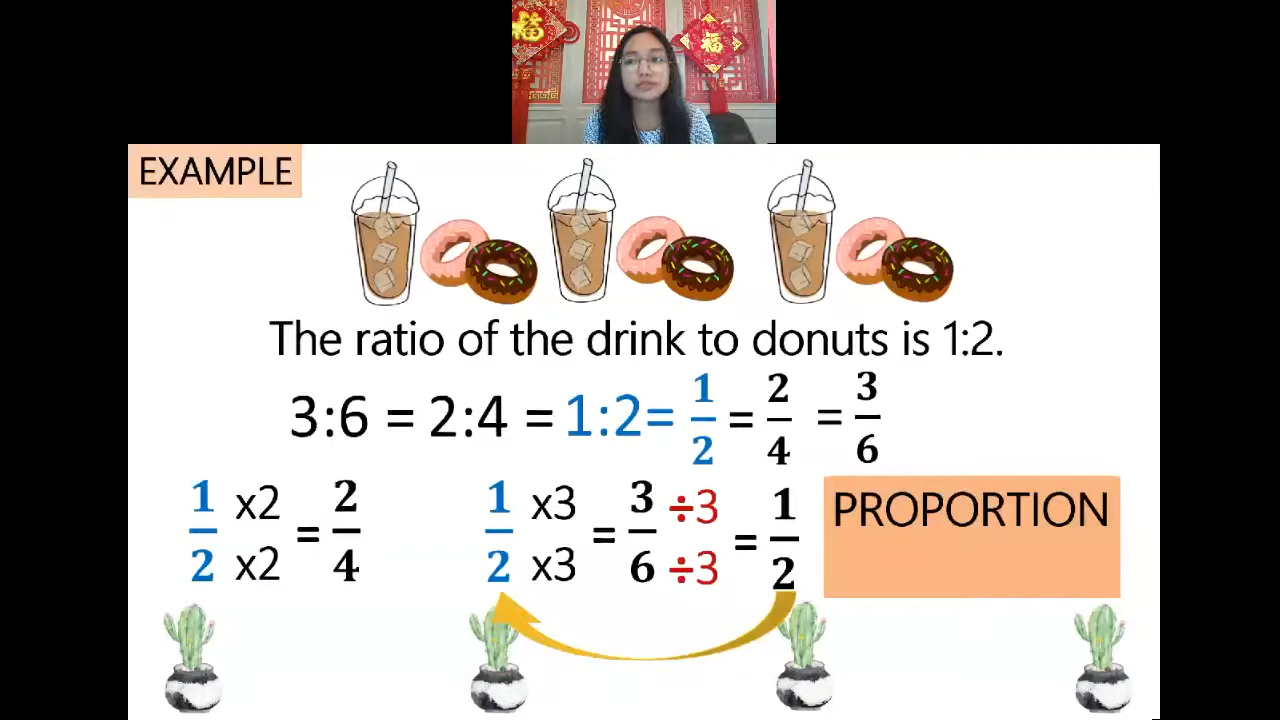 福
福
EXAMPLE
The ratio of the drink to donuts is 1:2.
3:6 = 2:4 = 1:2= 1/2 = 2/4 = 3/6
1/2 x2/x2 = 2/4
1/2 x3/x3 = 3/6 ÷3/÷3 = 1/2
PROPORTION